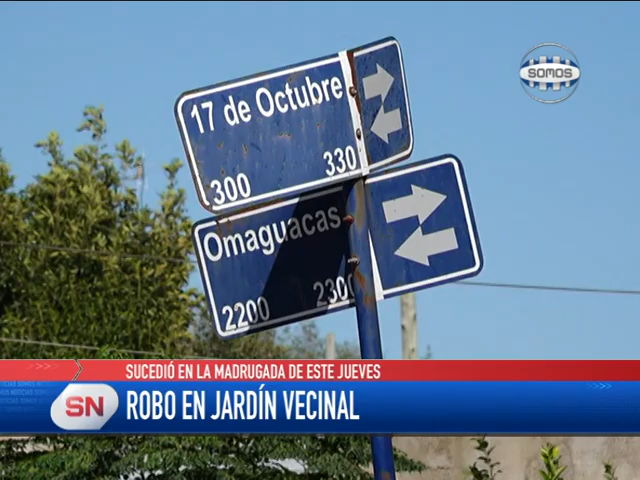 SOMOS
17 de Octubre
300 330
Omaguacas
2200 2300
SUCEDIÓ EN LA MADRUGADA DE ESTE JUEVES
SN
ROBO EN JARDÍN VECINAL